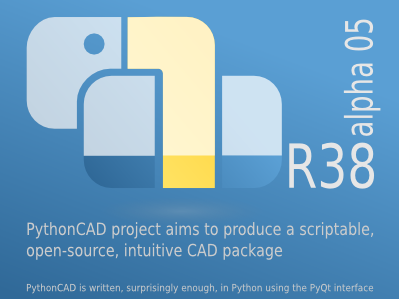 alpha 05
R38
PythonCAD project aims to produce a scriptable,
open-source, intuitive CAD package
PythonCAD is written, surprisingly enough, in Python using the PyQt interface